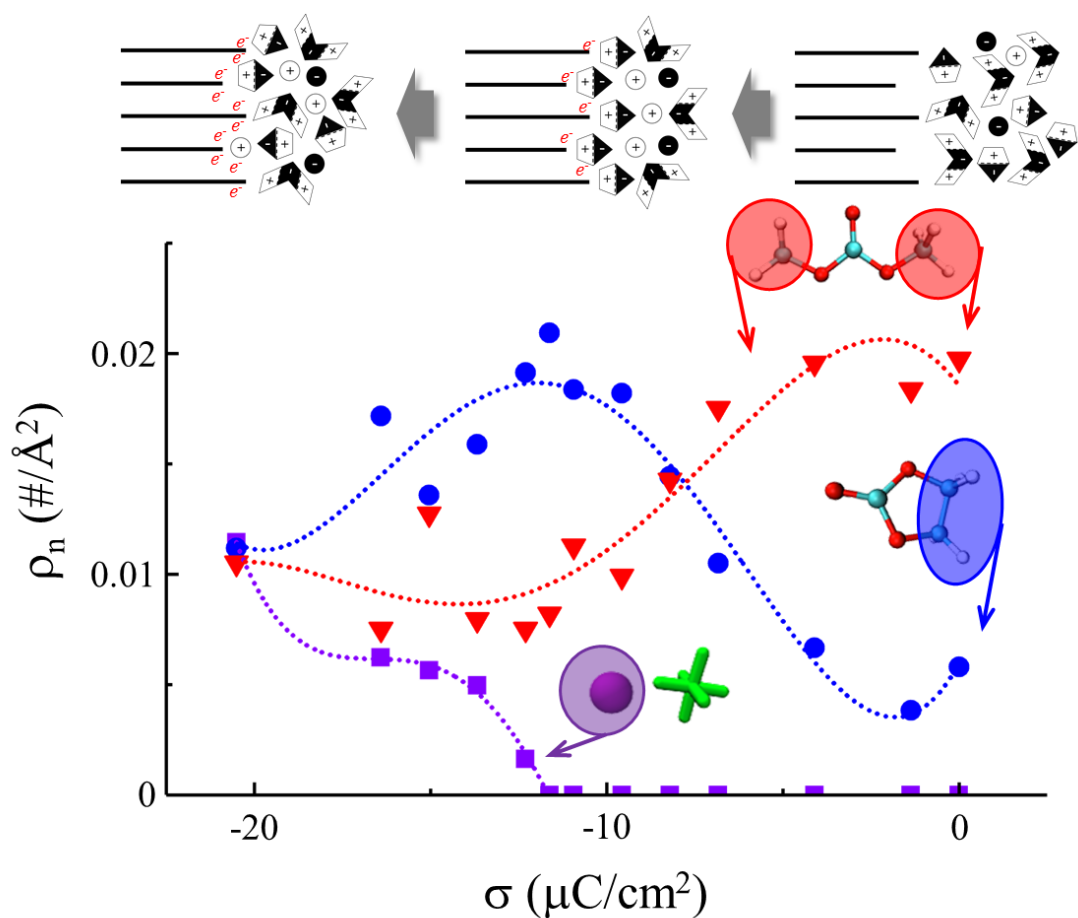 e⁻ e⁻ e⁻
e⁻ e⁻
e⁻ e⁻
e⁻ e⁻ e⁻
e⁻ e⁻
e⁻ e⁻
e⁻
e⁻
0.02
0.01
0
ρₙ (#/Å²)
-20 -10 0
σ (μC/cm²)